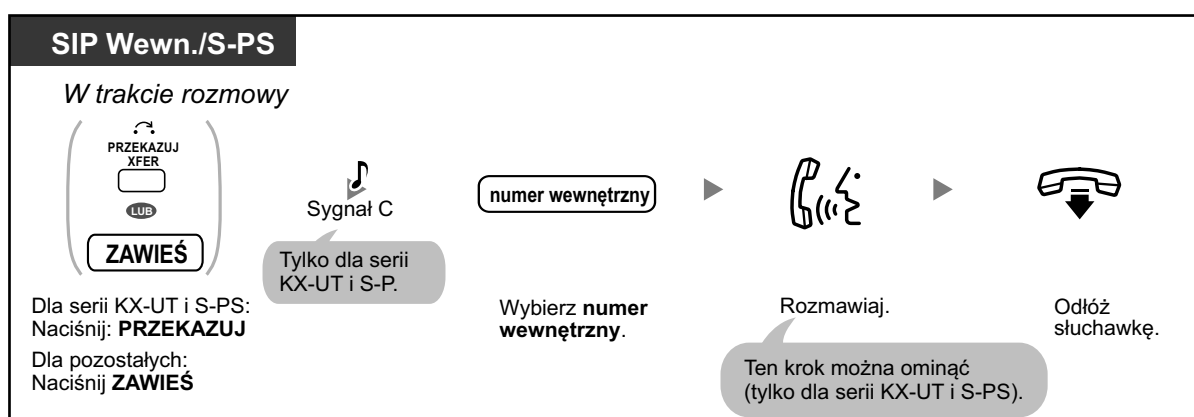 SIP Wewn./S-PS
W trakcie rozmowy
PRZEKAZUJ
XFER
LUB
ZAWIEŚ
Dla serii KX-UT i S-PS:
Naciśnij: PRZEKAZUJ
Dla pozostałych:
Naciśnij ZAWIEŚ
Sygnał C
Tylko dla serii
KX-UT i S-P.
numer wewnętrzny
Wybierz numer
wewnętrzny.
Rozmawiaj.
Ten krok można ominąć
(tylko dla serii KX-UT i S-PS).
Odłóż
słuchawkę.